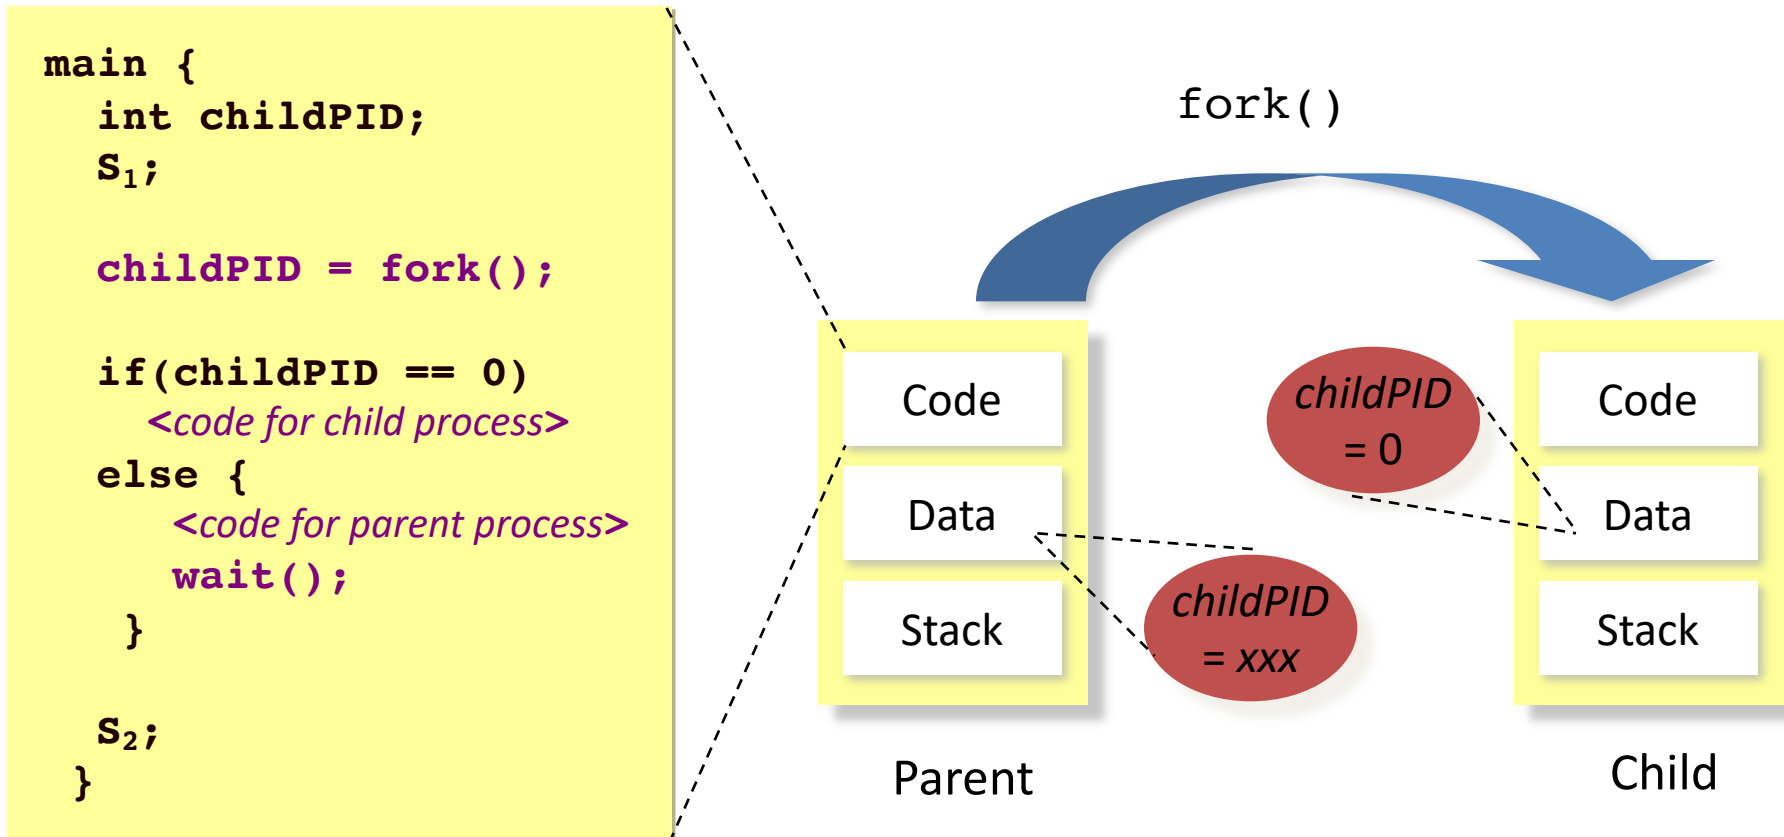 main {
int childPID;
S₁;
childPID = fork();
if(childPID == 0)
<code for child process>
else {
<code for parent process>
wait();
}
S₂;
}
fork()
Code
Data
Stack
Parent
childPID
= xxx
childPID
= 0
Code
Data
Stack
Child